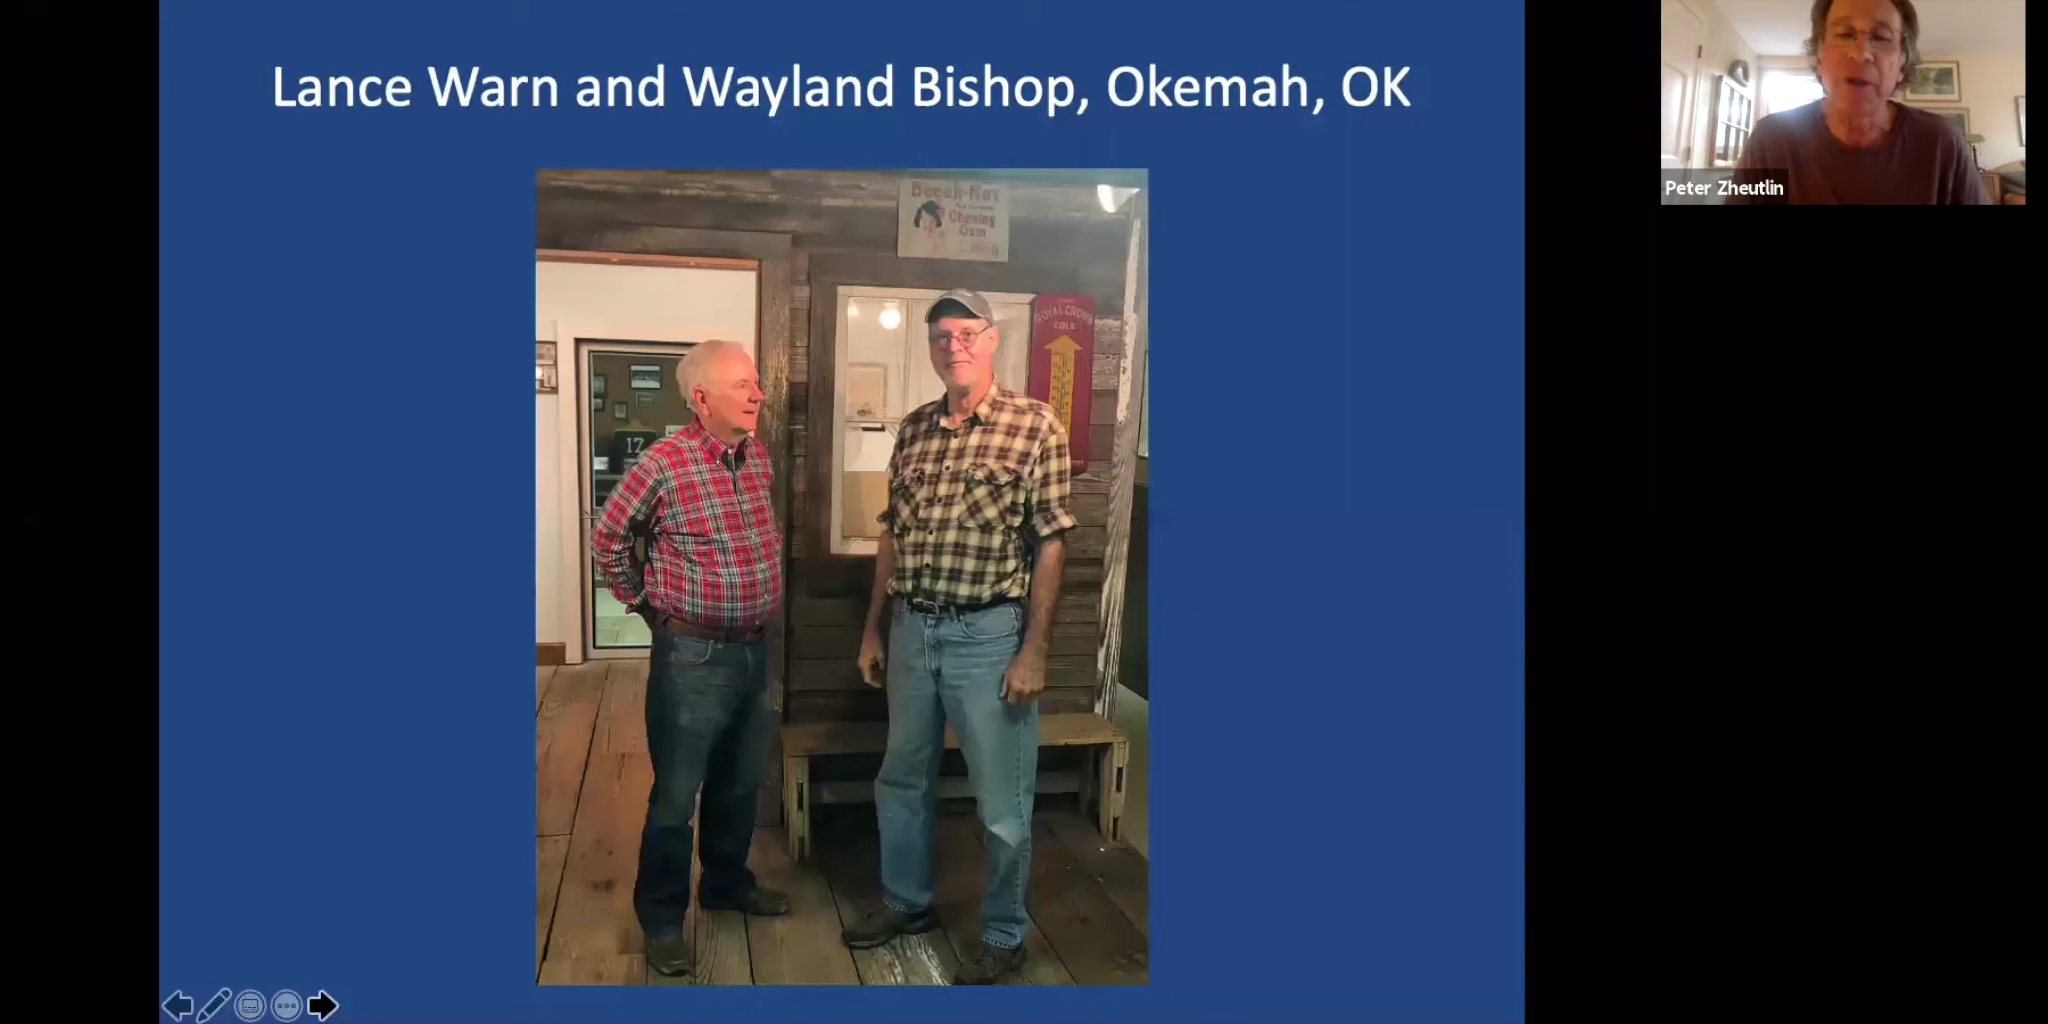 Lance Warn and Wayland Bishop, Okemah, OK
Peter Zheutlin
Beech-Nut
Chewing
Gum
ROYAL CROWN
COLA
17